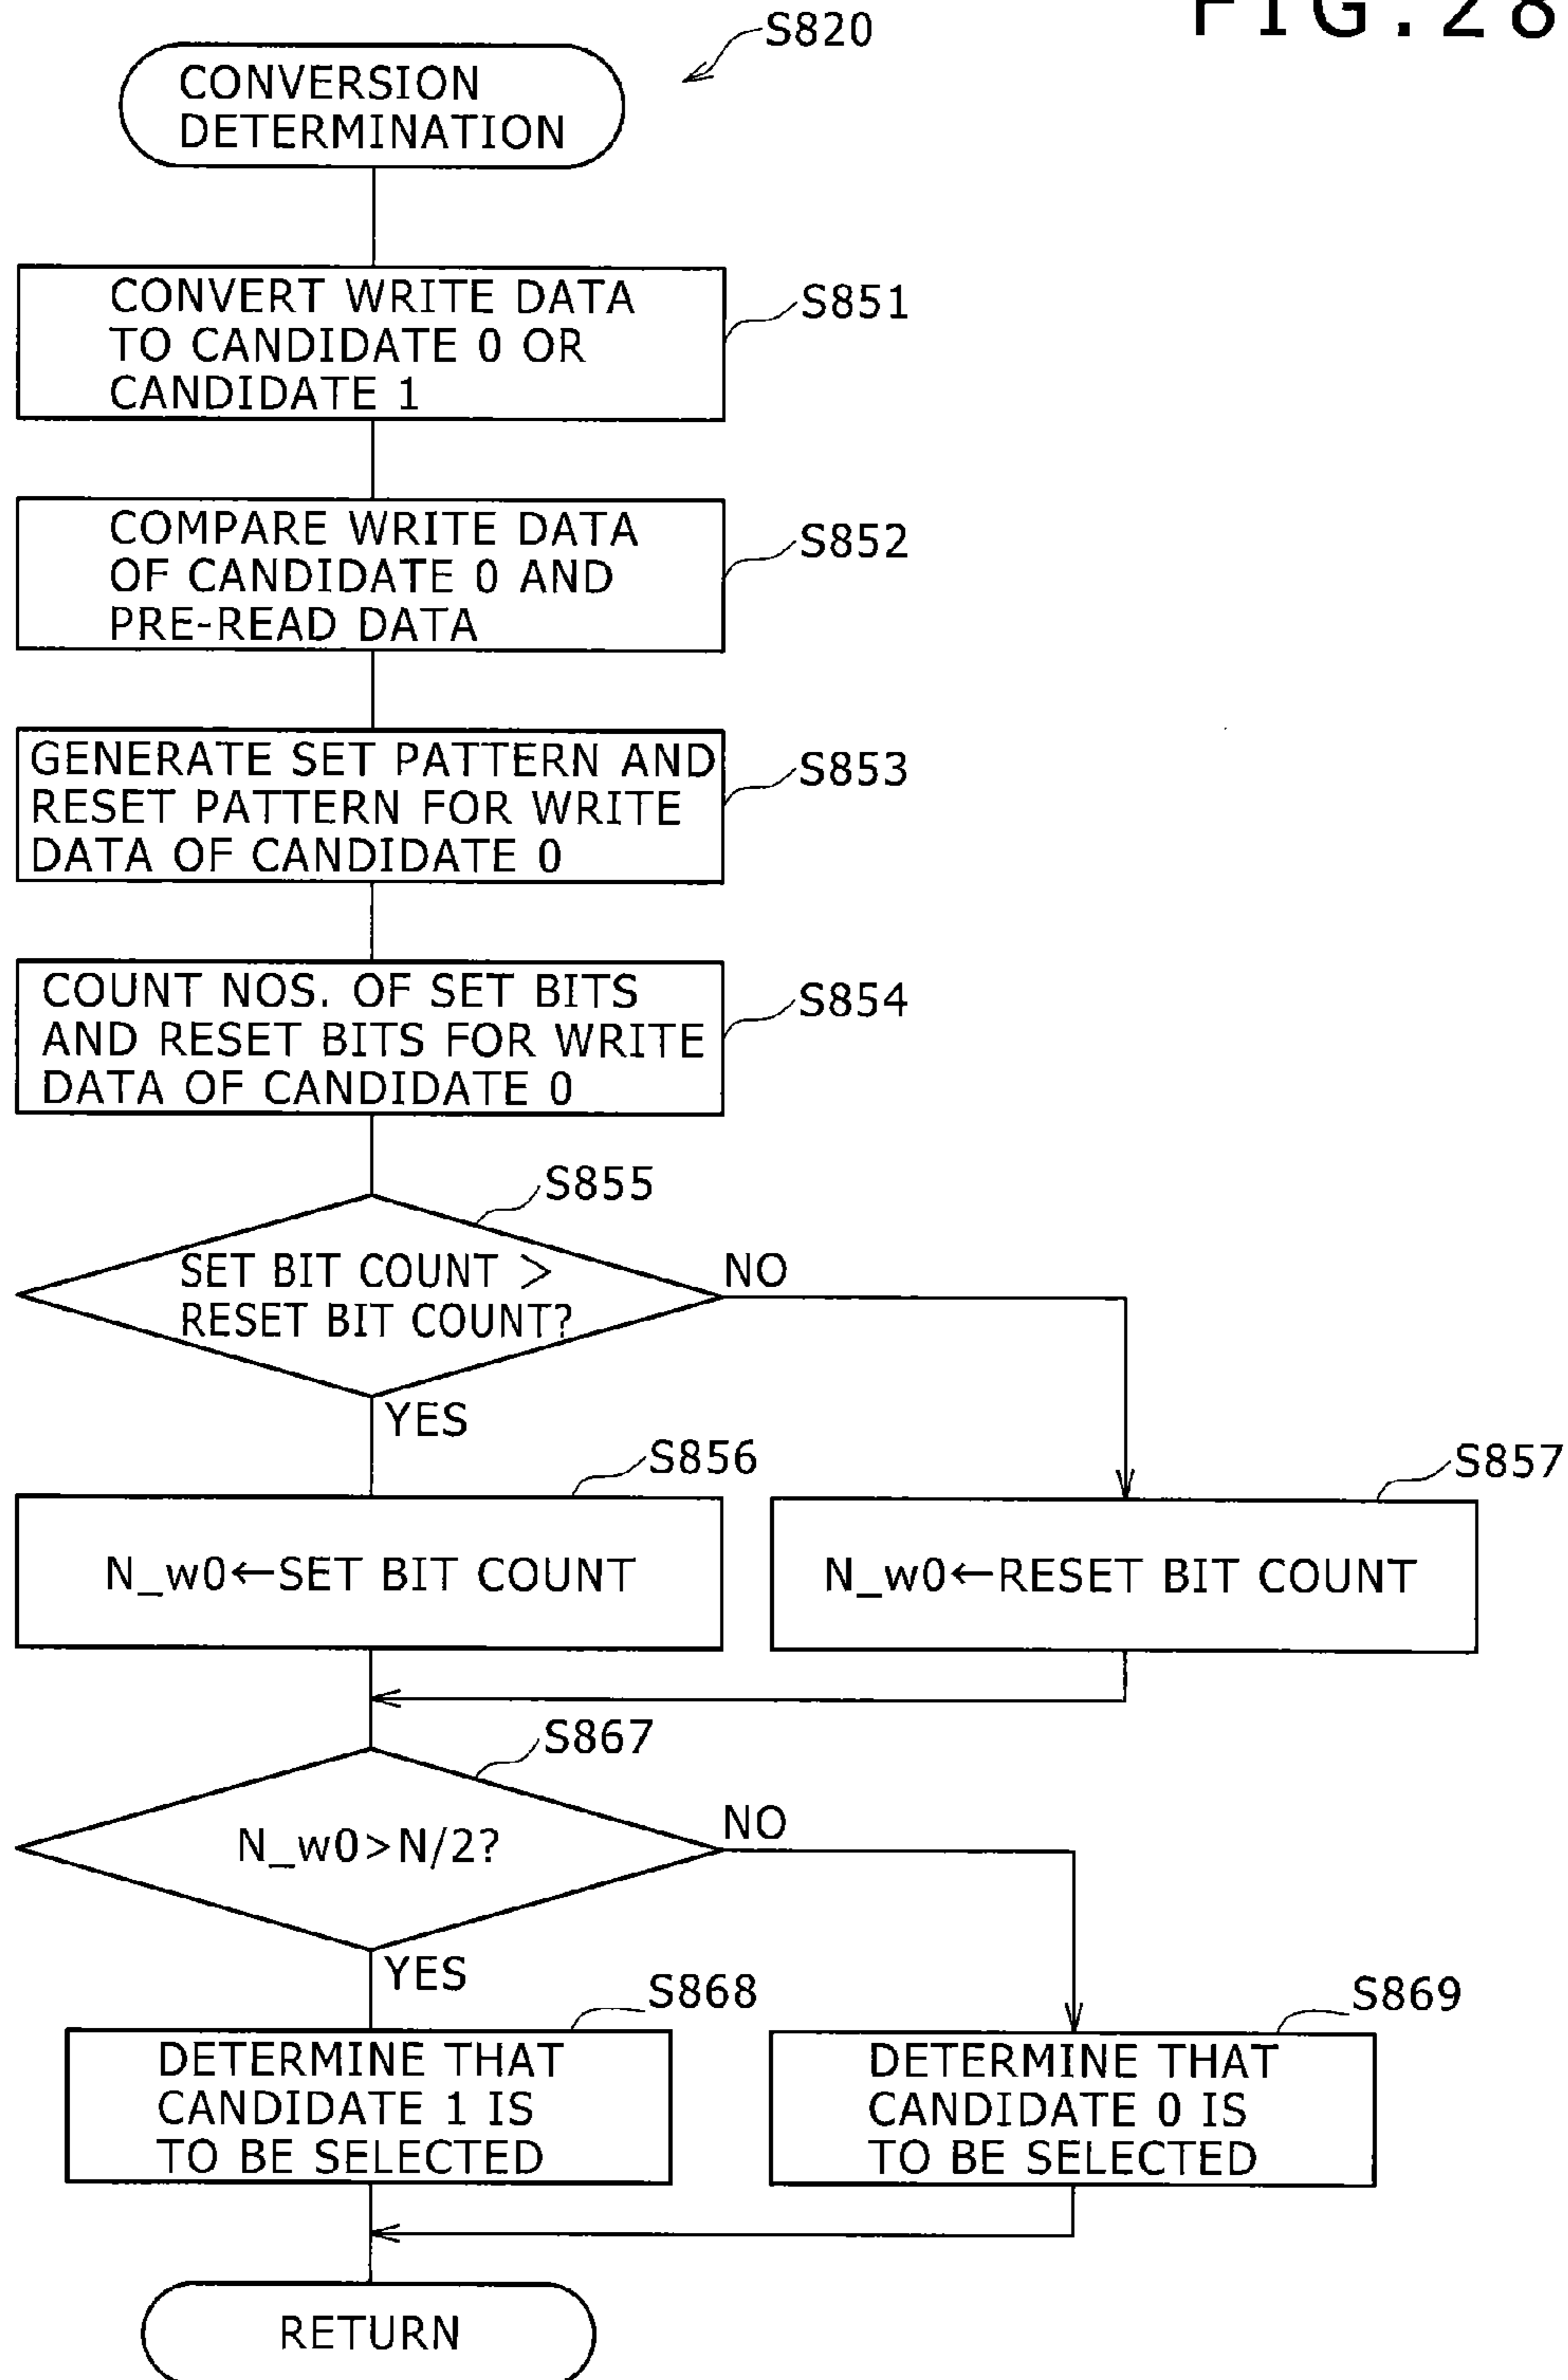 FIG.28
S820
CONVERSION
DETERMINATION
CONVERT WRITE DATA
TO CANDIDATE 0 OR
CANDIDATE 1
S851
COMPARE WRITE DATA
OF CANDIDATE 0 AND
PRE-READ DATA
S852
GENERATE SET PATTERN AND
RESET PATTERN FOR WRITE
DATA OF CANDIDATE 0
S853
COUNT NOS. OF SET BITS
AND RESET BITS FOR WRITE
DATA OF CANDIDATE 0
S854
S855
SET BIT COUNT >
RESET BIT COUNT?
NO
YES
S856
N_w0←SET BIT COUNT
S857
N_w0←RESET BIT COUNT
S867
N_w0>N/2?
NO
YES
S868
DETERMINE THAT
CANDIDATE 1 IS
TO BE SELECTED
S869
DETERMINE THAT
CANDIDATE 0 IS
TO BE SELECTED
RETURN